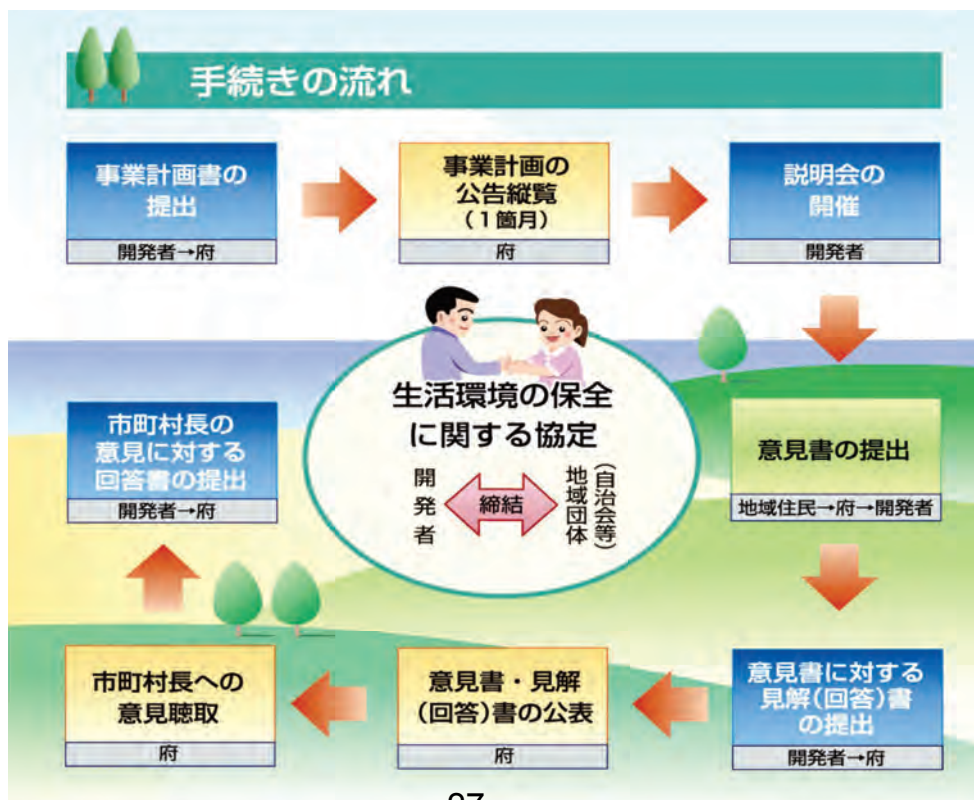 手続きの流れ
事業計画書の
提出
開発者→府
事業計画の
公告縦覧
(1箇月)
府
説明会の
開催
開発者
意見書の提出
地域住民→府→開発者
意見書に対する
見解(回答)書
の提出
開発者→府
意見書・見解
(回答)書の公表
府
市町村長への
意見聴取
府
市町村長の
意見に対する
回答書の提出
開発者→府
生活環境の保全
に関する協定
開発者
締結
地域団体
(自治会等)